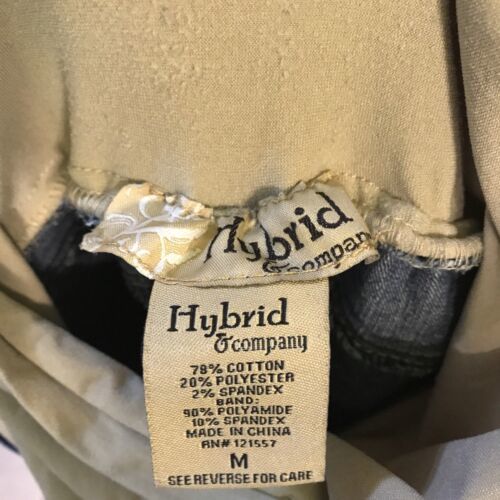 Hybrid
& company
Hybrid
& company
78% COTTON
20% POLYESTER
2% SPANDEX
BAND:
90% POLYAMIDE
10% SPANDEX
MADE IN CHINA
RN# 121557
M
SEE REVERSE FOR CARE